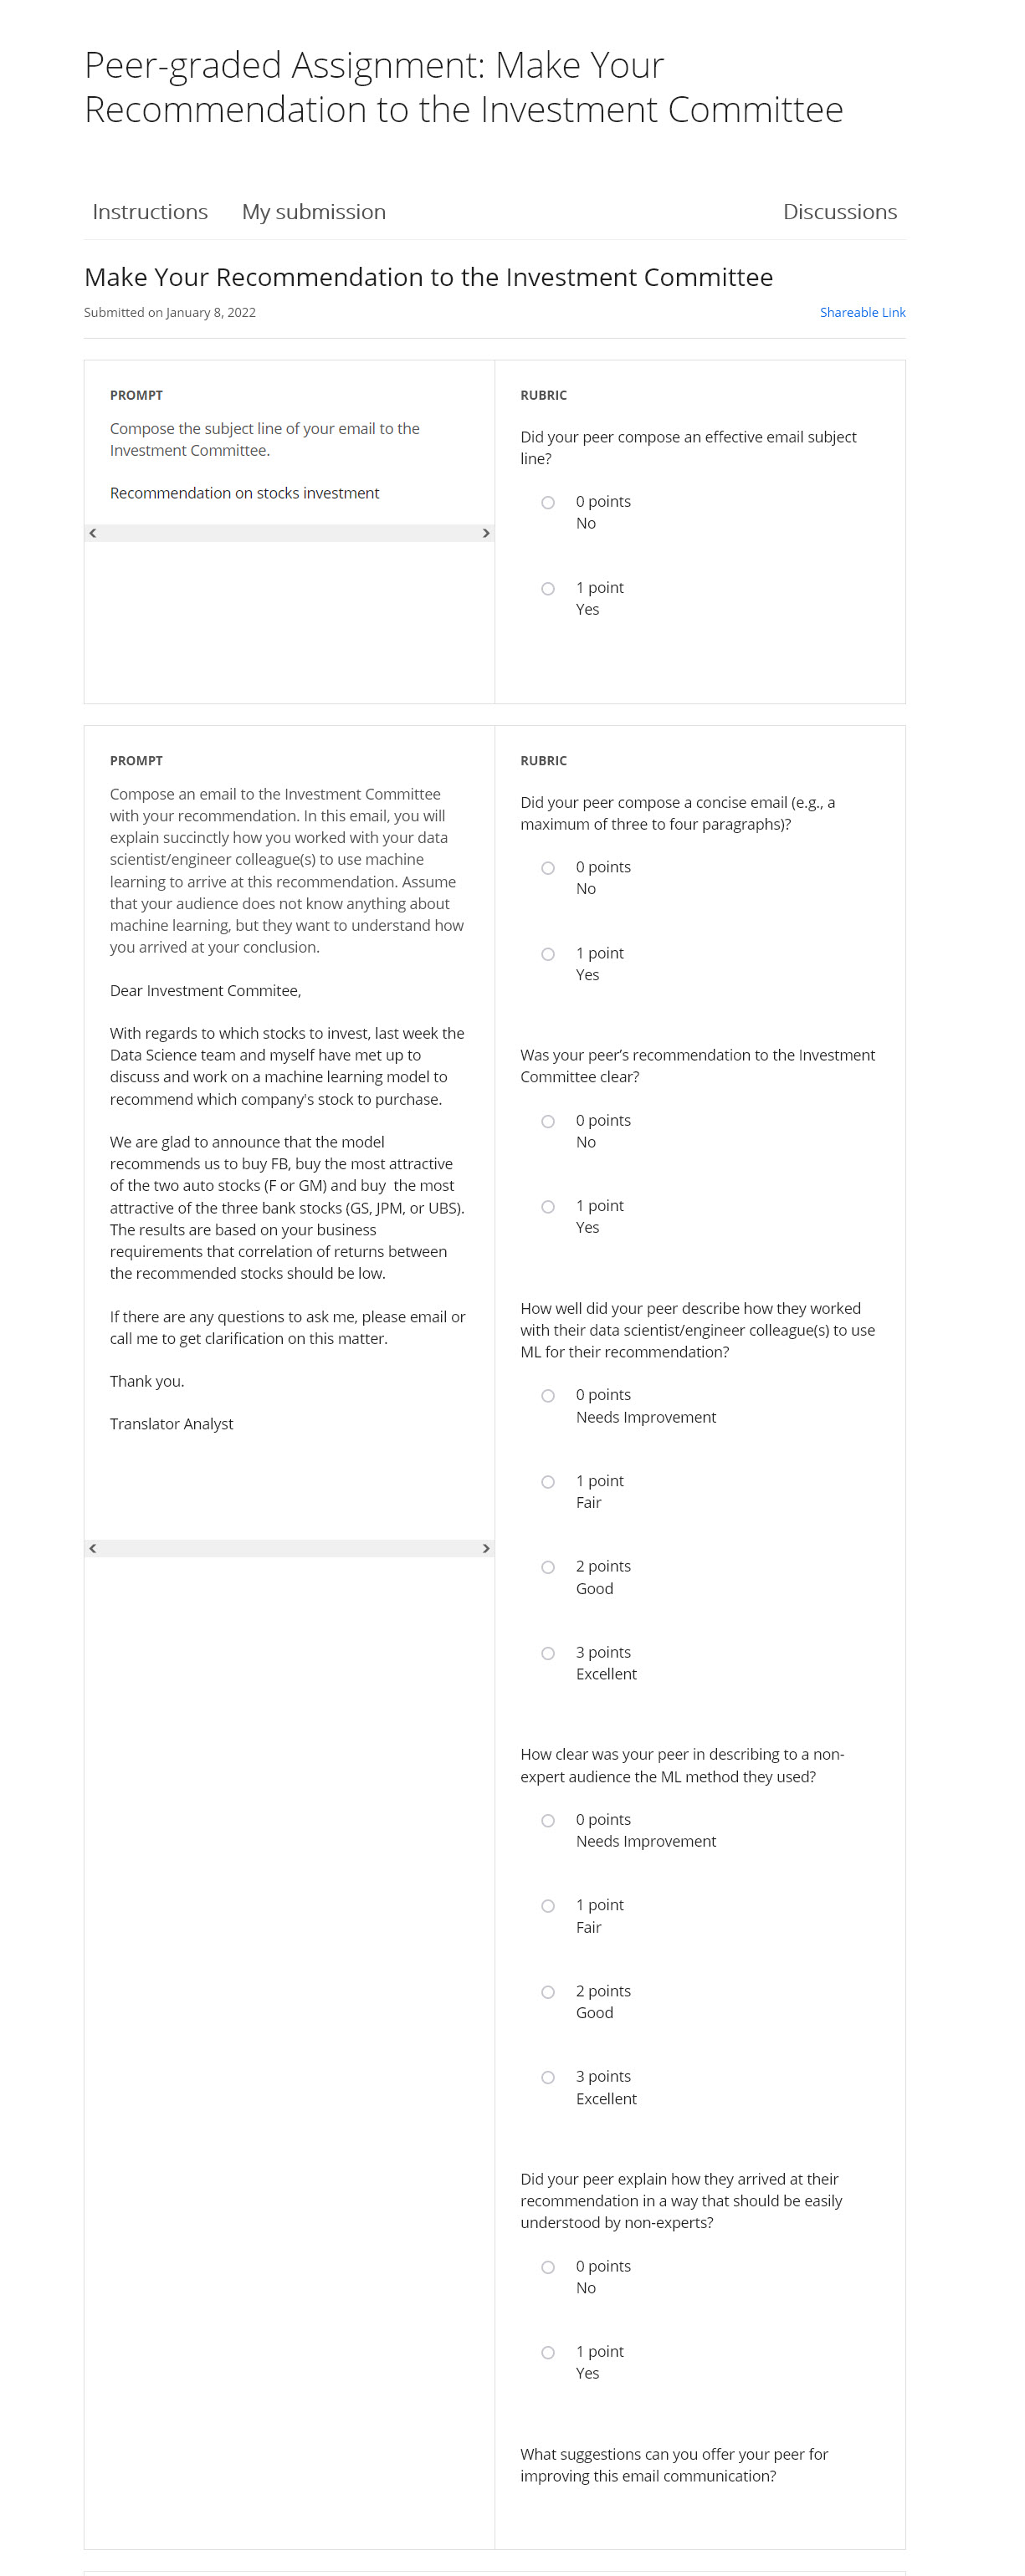 Peer-graded Assignment: Make Your
Recommendation to the Investment Committee
Instructions
My submission
Discussions
Make Your Recommendation to the Investment Committee
Submitted on January 8, 2022
Shareable Link
PROMPT
Compose the subject line of your email to the
Investment Committee.
Recommendation on stocks investment
RUBRIC
Did your peer compose an effective email subject
line?
0 points
No
1 point
Yes
PROMPT
Compose an email to the Investment Committee
with your recommendation. In this email, you will
explain succinctly how you worked with your data
scientist/engineer colleague(s) to use machine
learning to arrive at this recommendation. Assume
that your audience does not know anything about
machine learning, but they want to understand how
you arrived at your conclusion.
Dear Investment Commitee,
With regards to which stocks to invest, last week the
Data Science team and myself have met up to
discuss and work on a machine learning model to
recommend which company's stock to purchase.
We are glad to announce that the model
recommends us to buy FB, buy the most attractive
of the two auto stocks (F or GM) and buy  the most
attractive of the three bank stocks (GS, JPM, or UBS).
The results are based on your business
requirements that correlation of returns between
the recommended stocks should be low.
If there are any questions to ask me, please email or
call me to get clarification on this matter.
Thank you.
Translator Analyst
RUBRIC
Did your peer compose a concise email (e.g., a
maximum of three to four paragraphs)?
0 points
No
1 point
Yes
Was your peer's recommendation to the Investment
Committee clear?
0 points
No
1 point
Yes
How well did your peer describe how they worked
with their data scientist/engineer colleague(s) to use
ML for their recommendation?
0 points
Needs Improvement
1 point
Fair
2 points
Good
3 points
Excellent
How clear was your peer in describing to a non-
expert audience the ML method they used?
0 points
Needs Improvement
1 point
Fair
2 points
Good
3 points
Excellent
Did your peer explain how they arrived at their
recommendation in a way that should be easily
understood by non-experts?
0 points
No
1 point
Yes
What suggestions can you offer your peer for
improving this email communication?